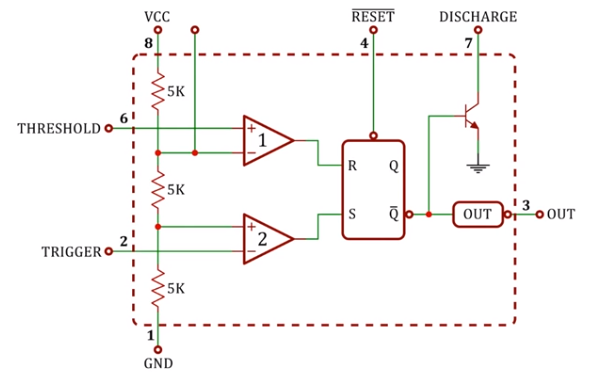 VCC
RESET
DISCHARGE
8
4
7
5K
THRESHOLD
6
+
1
−
R
Q
5K
S
Q
OUT
3
OUT
+
2
−
TRIGGER
2
5K
1
GND